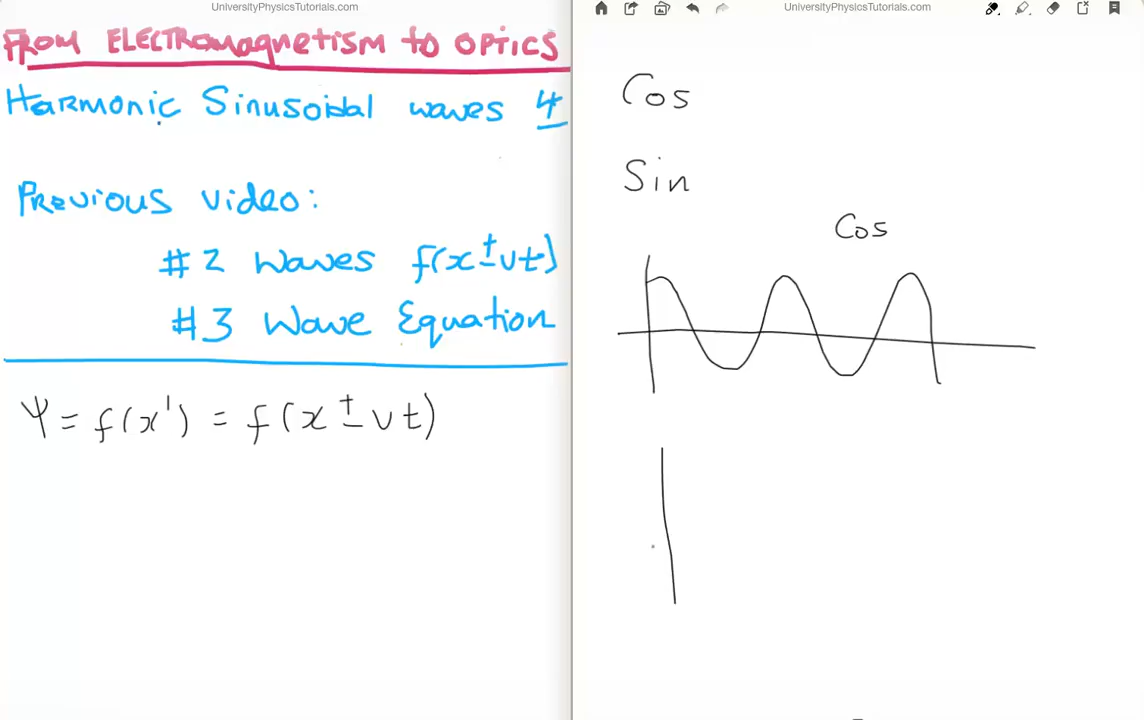 UniversityPhysicsTutorials.com
From ELECTRomagnetism to OPTICS
Harmonic Sinusoidal waves 4
Previous video:
#2 Waves f(x±vt)
#3 Wave Equation
Ψ = f(x') = f(x ± vt)
UniversityPhysicsTutorials.com
Cos
Sin
Cos